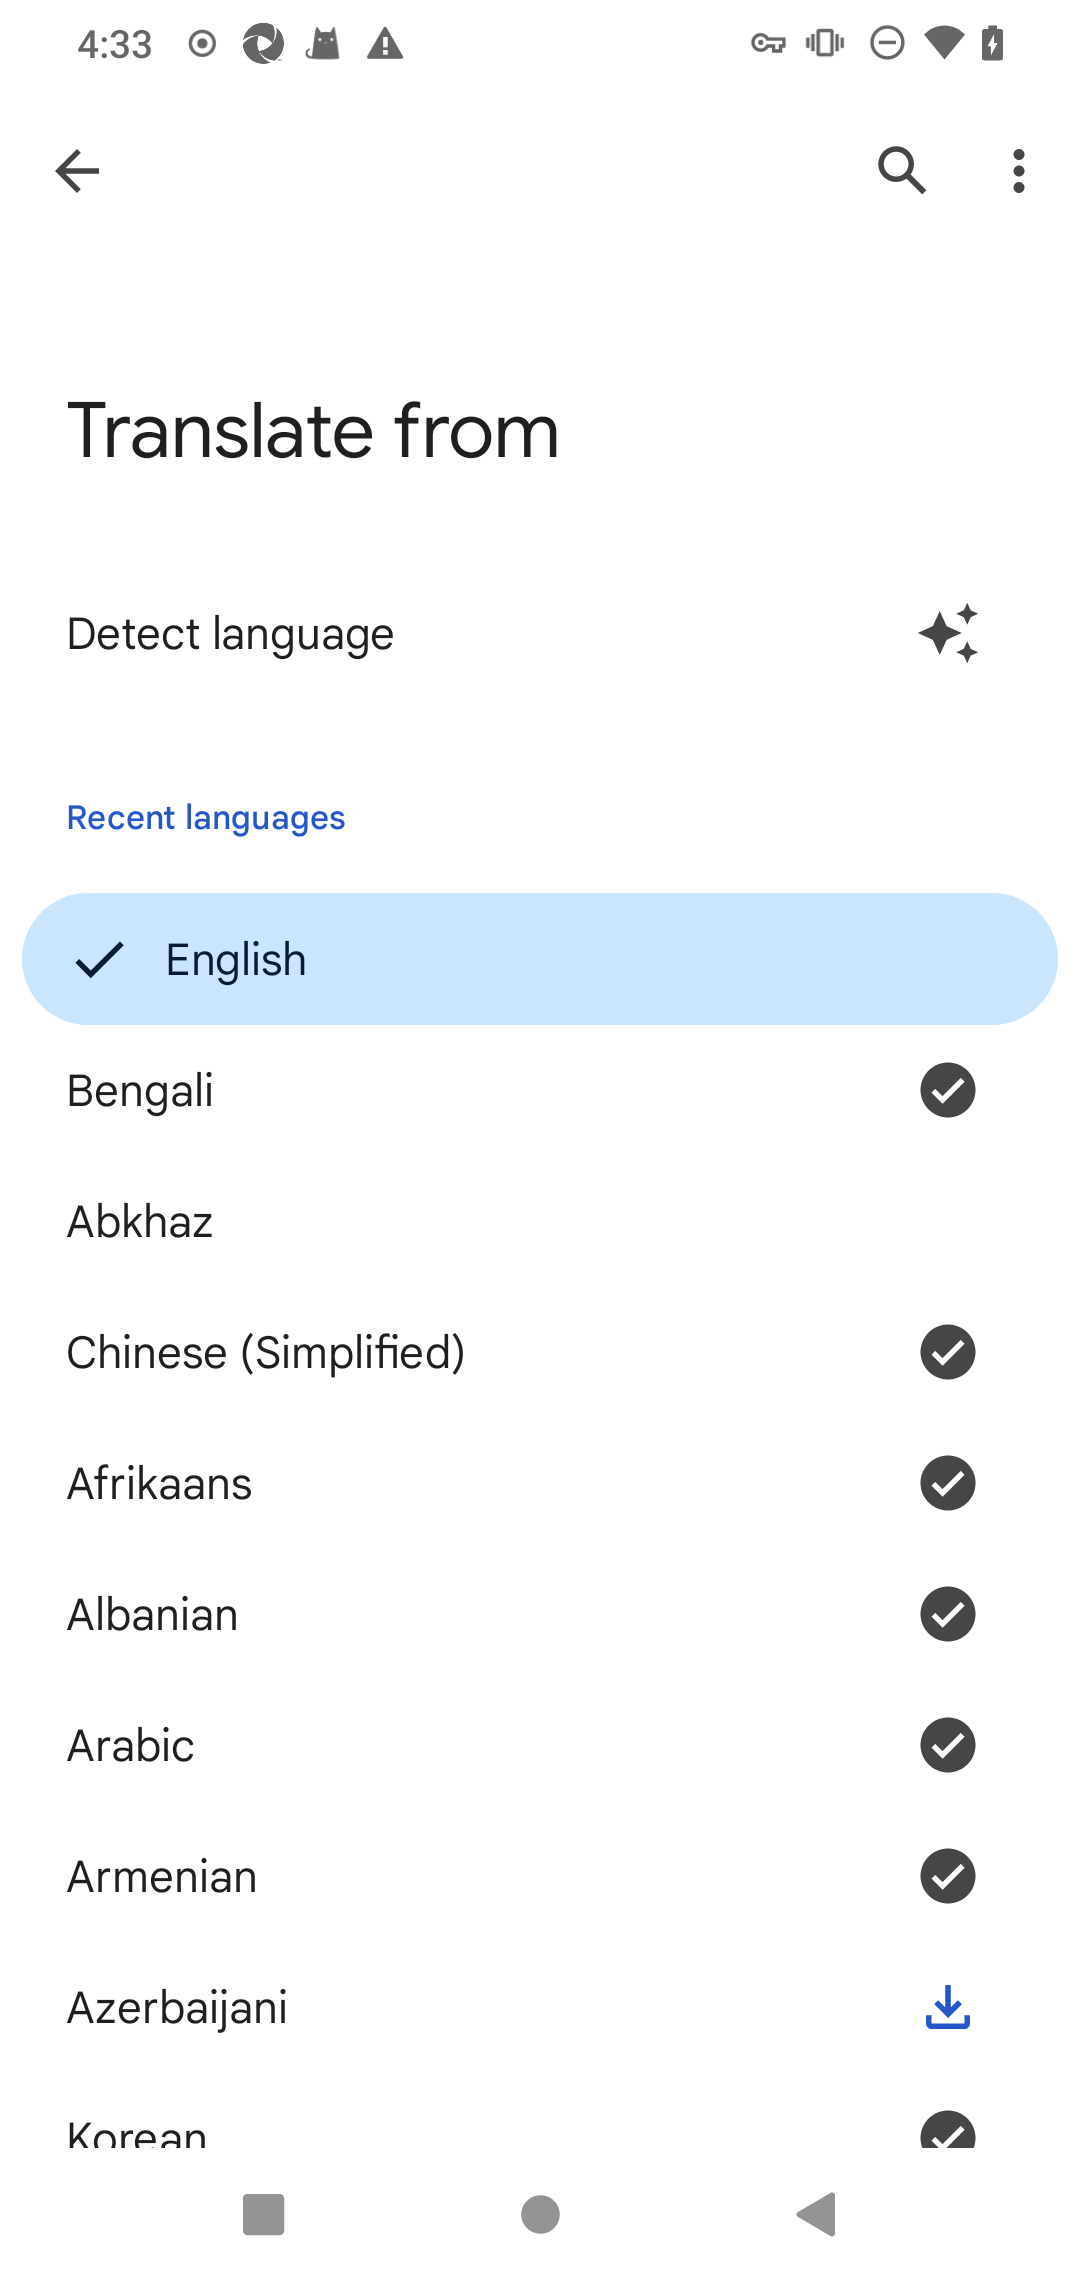 4:33
Translate from
Detect language
Recent languages
English
Bengali
Abkhaz
Chinese (Simplified)
Afrikaans
Albanian
Arabic
Armenian
Azerbaijani
Korean